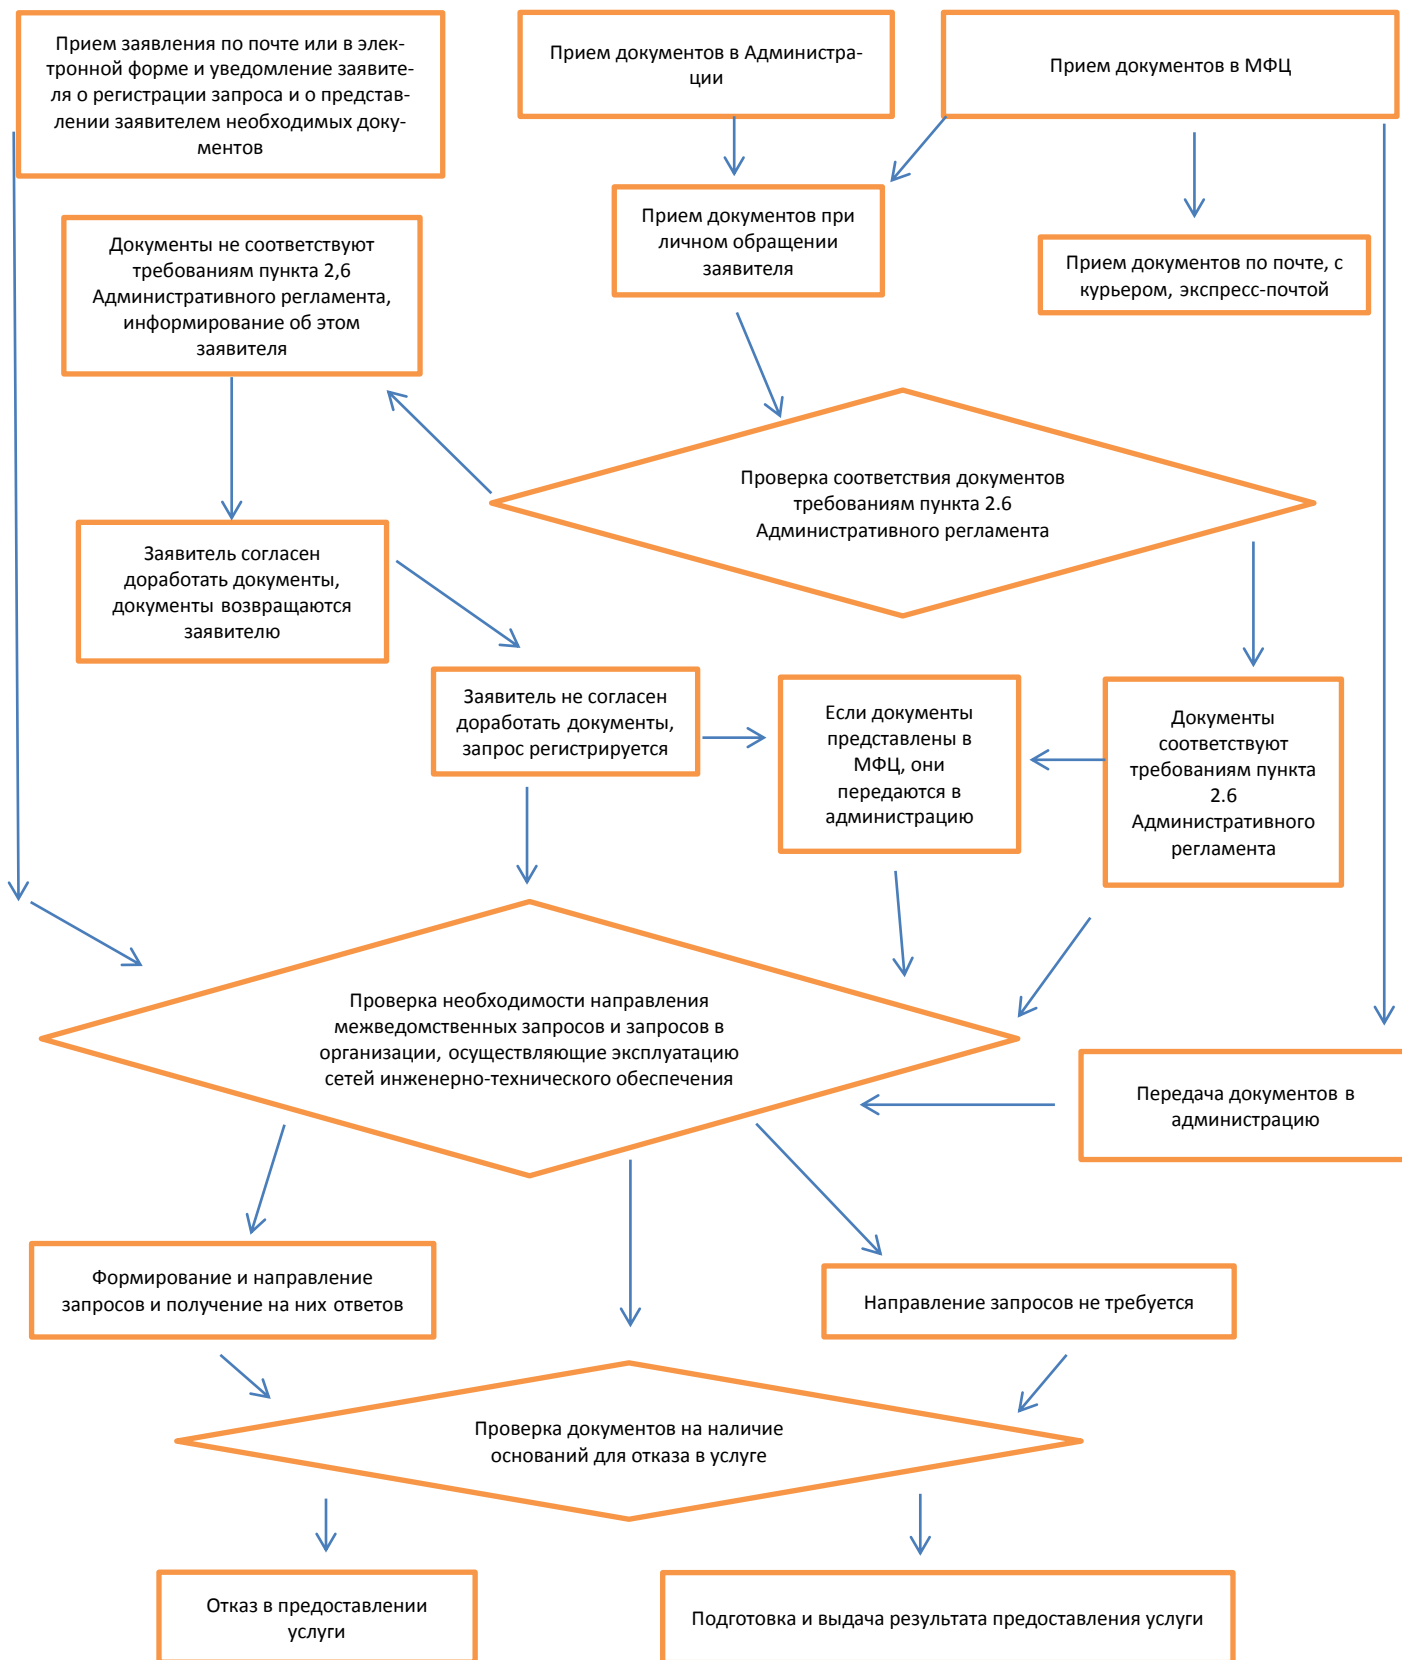 Прием заявления по почте или в элек-
тронной форме и уведомление заявите-
ля о регистрации запроса и о представ-
лении заявителем необходимых доку-
ментов
Прием документов в Администра-
ции
Прием документов в МФЦ
Прием документов при
личном обращении
заявителя
Прием документов по почте, с
курьером, экспресс-почтой
Документы не соответствуют
требованиям пункта 2,6
Административного регламента,
информирование об этом
заявителя
Проверка соответствия документов
требованиям пункта 2.6
Административного регламента
Заявитель согласен
доработать документы,
документы возвращаются
заявителю
Заявитель не согласен
доработать документы,
запрос регистрируется
Если документы
представлены в
МФЦ, они
передаются в
администрацию
Документы
соответствуют
требованиям пункта
2.6
Административного
регламента
Проверка необходимости направления
межведомственных запросов и запросов в
организации, осуществляющие эксплуатацию
сетей инженерно-технического обеспечения
Передача документов в
администрацию
Формирование и направление
запросов и получение на них ответов
Направление запросов не требуется
Проверка документов на наличие
оснований для отказа в услуге
Отказ в предоставлении
услуги
Подготовка и выдача результата предоставления услуги